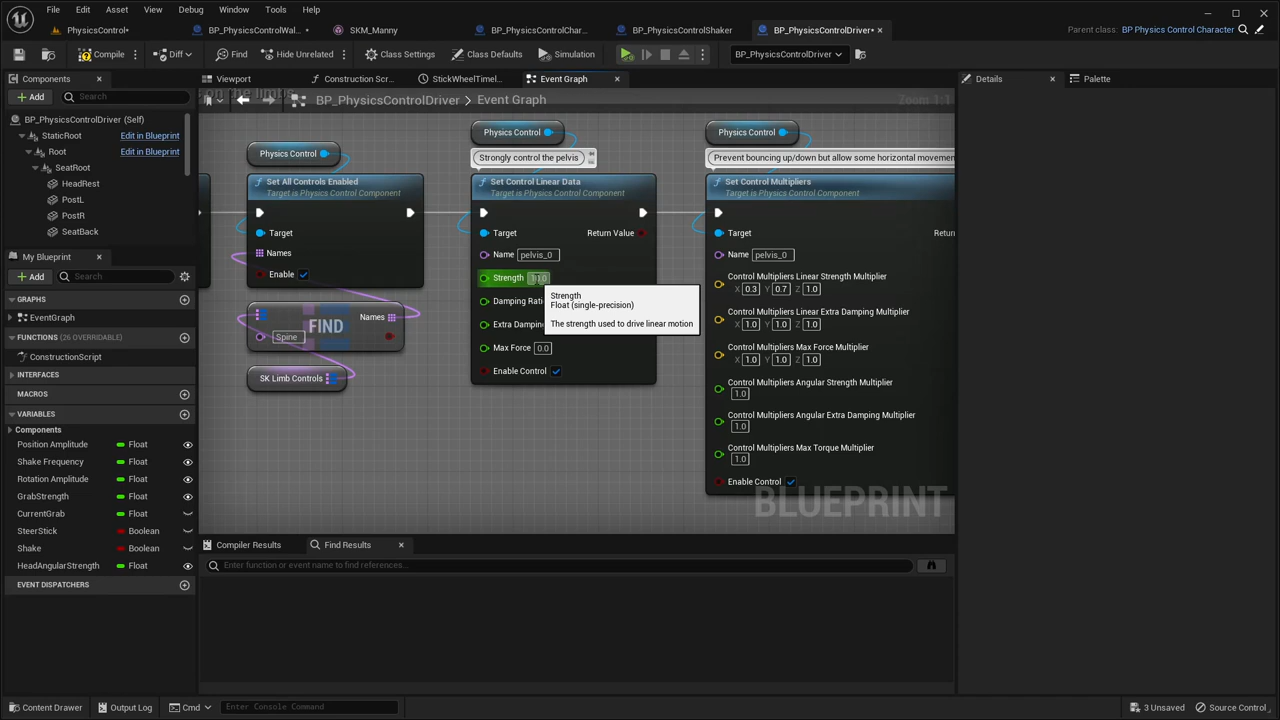 File Edit Asset View Debug Window Tools Help
PhysicsControl•
BP_PhysicsControlWal.. •
SKM_Manny
BP_PhysicsControlChar...
BP_PhysicsControlShaker
BP_PhysicsControlDriver•
Parent class: BP Physics Control Character
Compile
Diff
Find
Hide Unrelated
Class Settings
Class Defaults
Simulation
BP_PhysicsControlDriver
Components
Add
Search
BP_PhysicsControlDriver (Self)
StaticRoot Edit in Blueprint
Root Edit in Blueprint
SeatRoot
HeadRest
PostL
PostR
SeatBack
My Blueprint
Add
Search
GRAPHS
EventGraph
FUNCTIONS (26 OVERRIDABLE)
ConstructionScript
INTERFACES
MACROS
VARIABLES
Components
Position Amplitude Float
Shake Frequency Float
Rotation Amplitude Float
GrabStrength Float
CurrentGrab Float
SteerStick Boolean
Shake Boolean
HeadAngularStrength Float
EVENT DISPATCHERS
Viewport
Construction Scr...
StickWheelTimel...
Event Graph
on the limbs
BP_PhysicsControlDriver > Event Graph
Zoom 1:1
Physics Control
Set All Controls Enabled
Target is Physics Control Component
Target
Names
Enable
Spine
FIND
Names
SK Limb Controls
Physics Control
Strongly control the pelvis
Set Control Linear Data
Target is Physics Control Component
Target Return Value
Name pelvis_0
Strength
Damping Rati
Extra Dampin
Max Force 0.0
Enable Control
Strength
Float (single-precision)
The strength used to drive linear motion
Physics Control
Prevent bouncing up/down but allow some horizontal movemen
Set Control Multipliers
Target is Physics Control Component
Target Retur
Name pelvis_0
Control Multipliers Linear Strength Multiplier
X 0.3 Y 0.7 Z 1.0
Control Multipliers Linear Extra Damping Multiplier
X 1.0 Y 1.0 Z 1.0
Control Multipliers Max Force Multiplier
X 1.0 Y 1.0 Z 1.0
Control Multipliers Angular Strength Multiplier
1.0
Control Multipliers Angular Extra Damping Multiplier
1.0
Control Multipliers Max Torque Multiplier
1.0
Enable Control
BLUEPRINT
Compiler Results
Find Results
Enter function or event name to find references...
Details
Palette
Content Drawer
Output Log
Cmd
Enter Console Command
3 Unsaved
Source Control